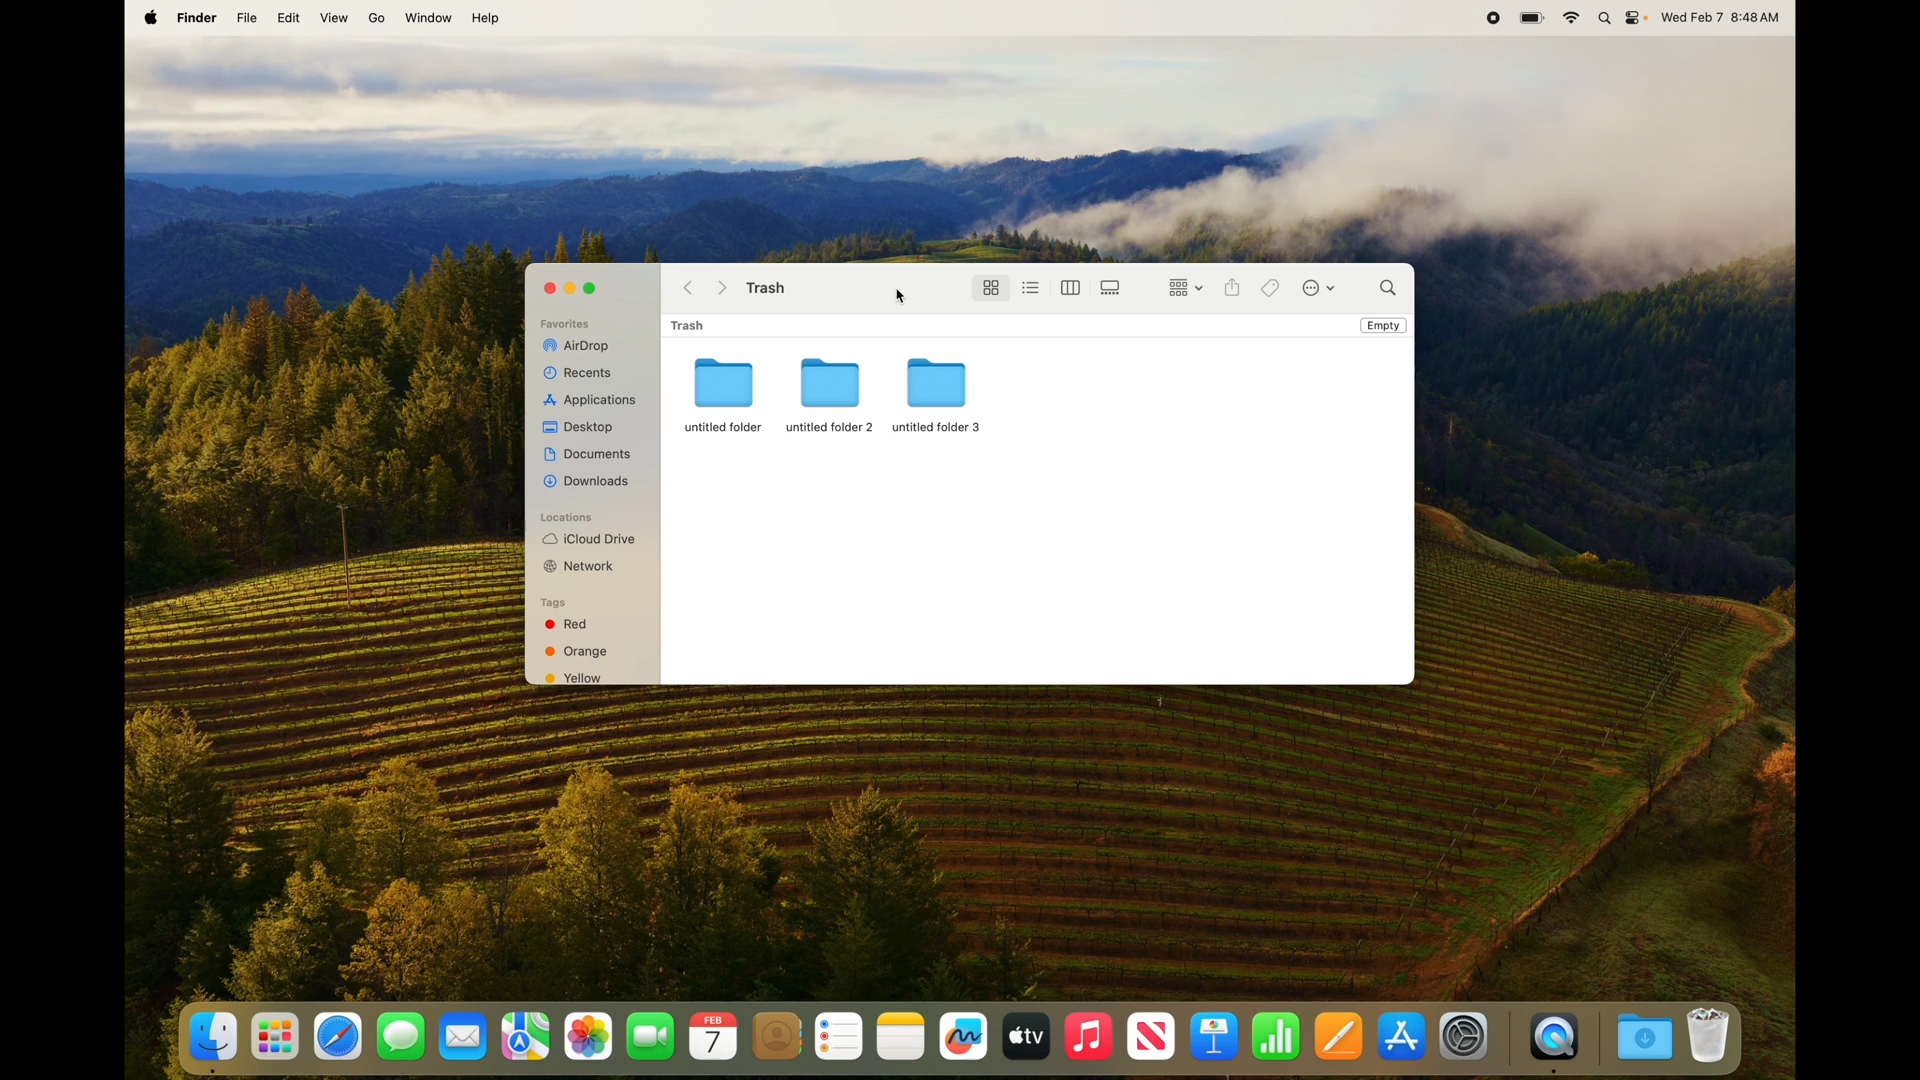 Finder File Edit View Go Window Help Wed Feb 7 8:48 AM
Trash
Trash Empty
untitled folder untitled folder 2 untitled folder 3
Favorites
AirDrop
Recents
Applications
Desktop
Documents
Downloads
Locations
iCloud Drive
Network
Tags
Red
Orange
Yellow
FEB
7
tv